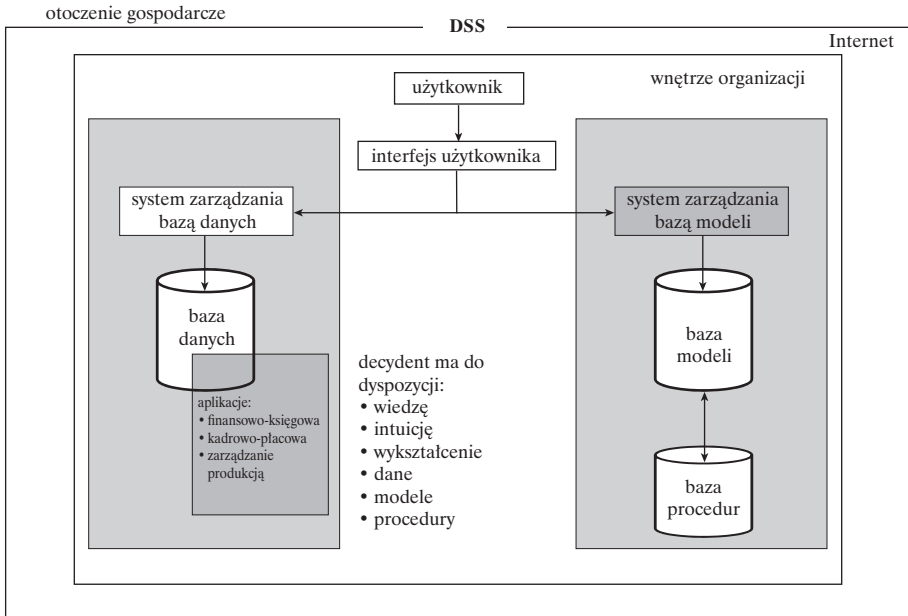 otoczenie gospodarcze
DSS
Internet
wnętrze organizacji
użytkownik
interfejs użytkownika
system zarządzania
bazą danych
system zarządzania
bazą modeli
baza
danych
baza
modeli
aplikacje:
• finansowo-księgowa
• kadrowo-płacowa
• zarządzanie
produkcją
decydent ma do
dyspozycji:
• wiedzę
• intuicję
• wykształcenie
• dane
• modele
• procedury
baza
procedur